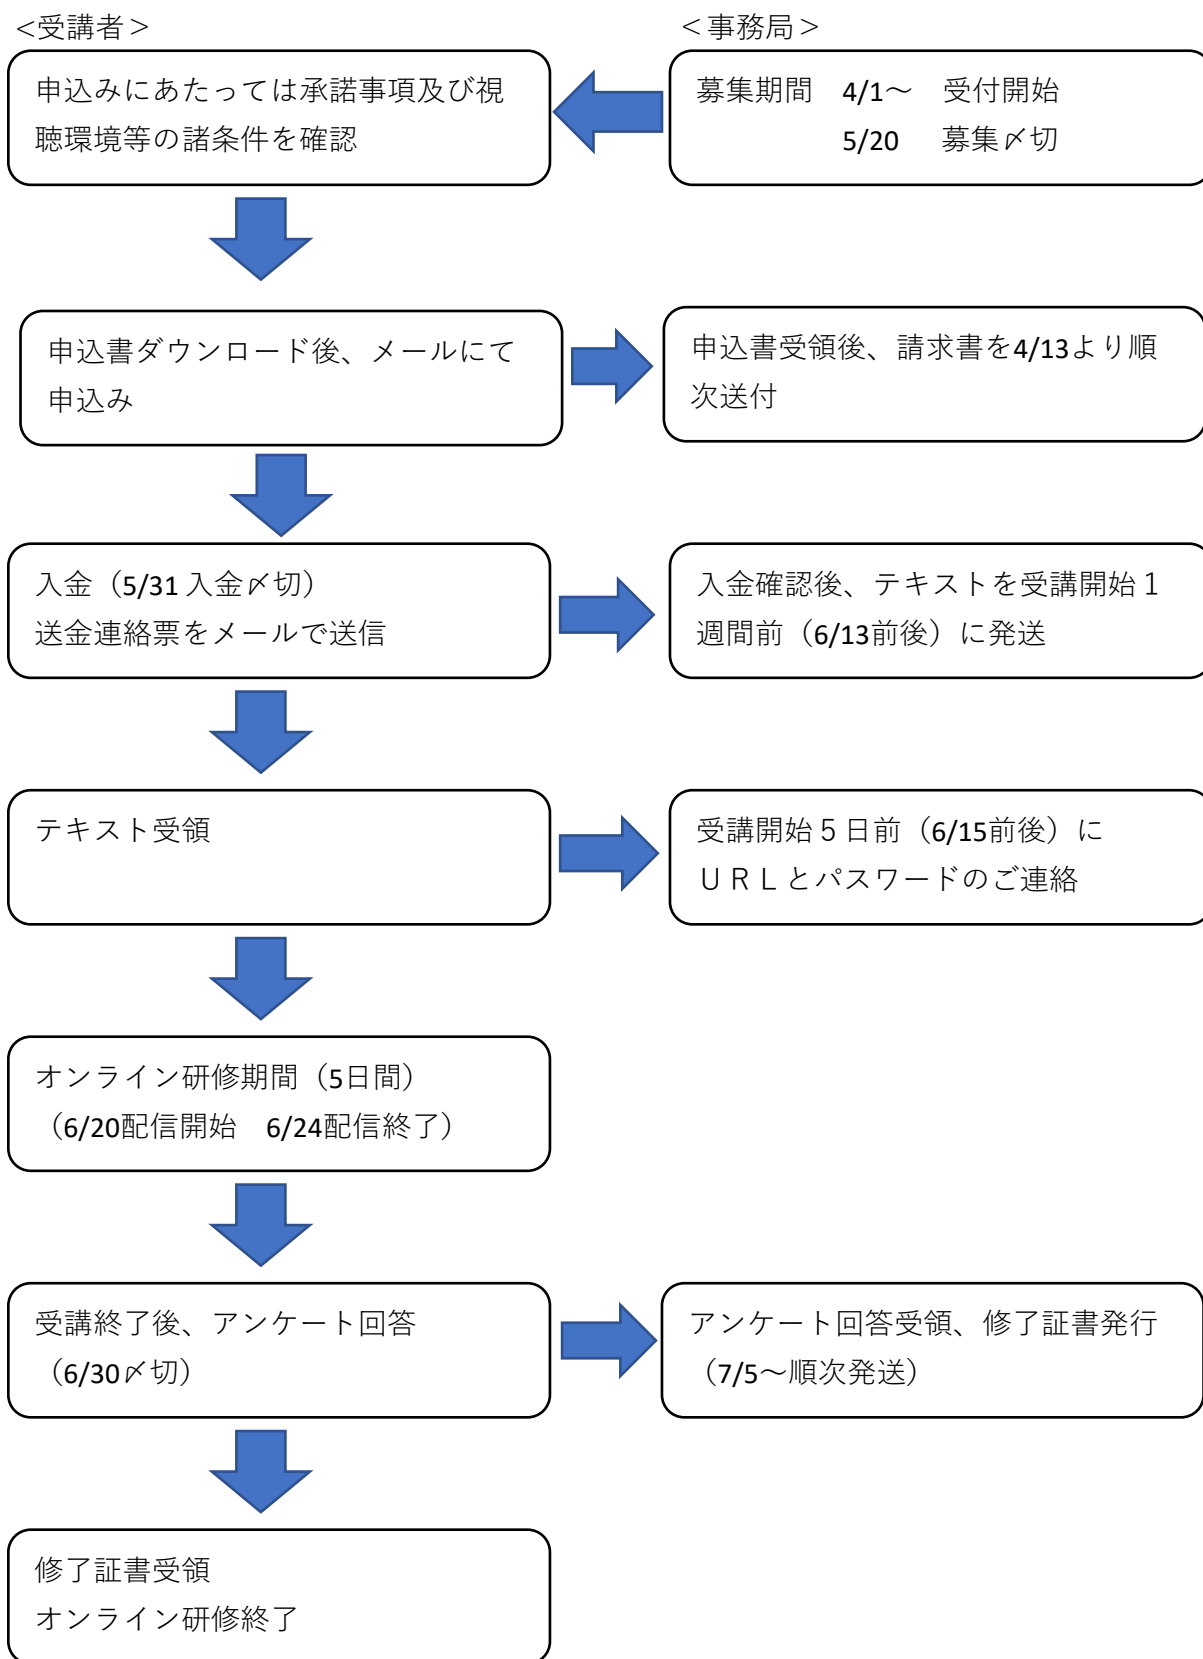 ＜受講者＞
＜事務局＞
申込みにあたっては承諾事項及び視
聴環境等の諸条件を確認
募集期間　4/1～　受付開始
5/20　募集〆切
申込書ダウンロード後、メールにて
申込み
申込書受領後、請求書を4/13より順
次送付
入金（5/31 入金〆切）
送金連絡票をメールで送信
入金確認後、テキストを受講開始１
週間前（6/13前後）に発送
テキスト受領
受講開始５日前（6/15前後）に
ＵＲＬとパスワードのご連絡
オンライン研修期間（5日間）
（6/20配信開始　6/24配信終了）
受講終了後、アンケート回答
（6/30〆切）
アンケート回答受領、修了証書発行
（7/5～順次発送）
修了証書受領
オンライン研修終了